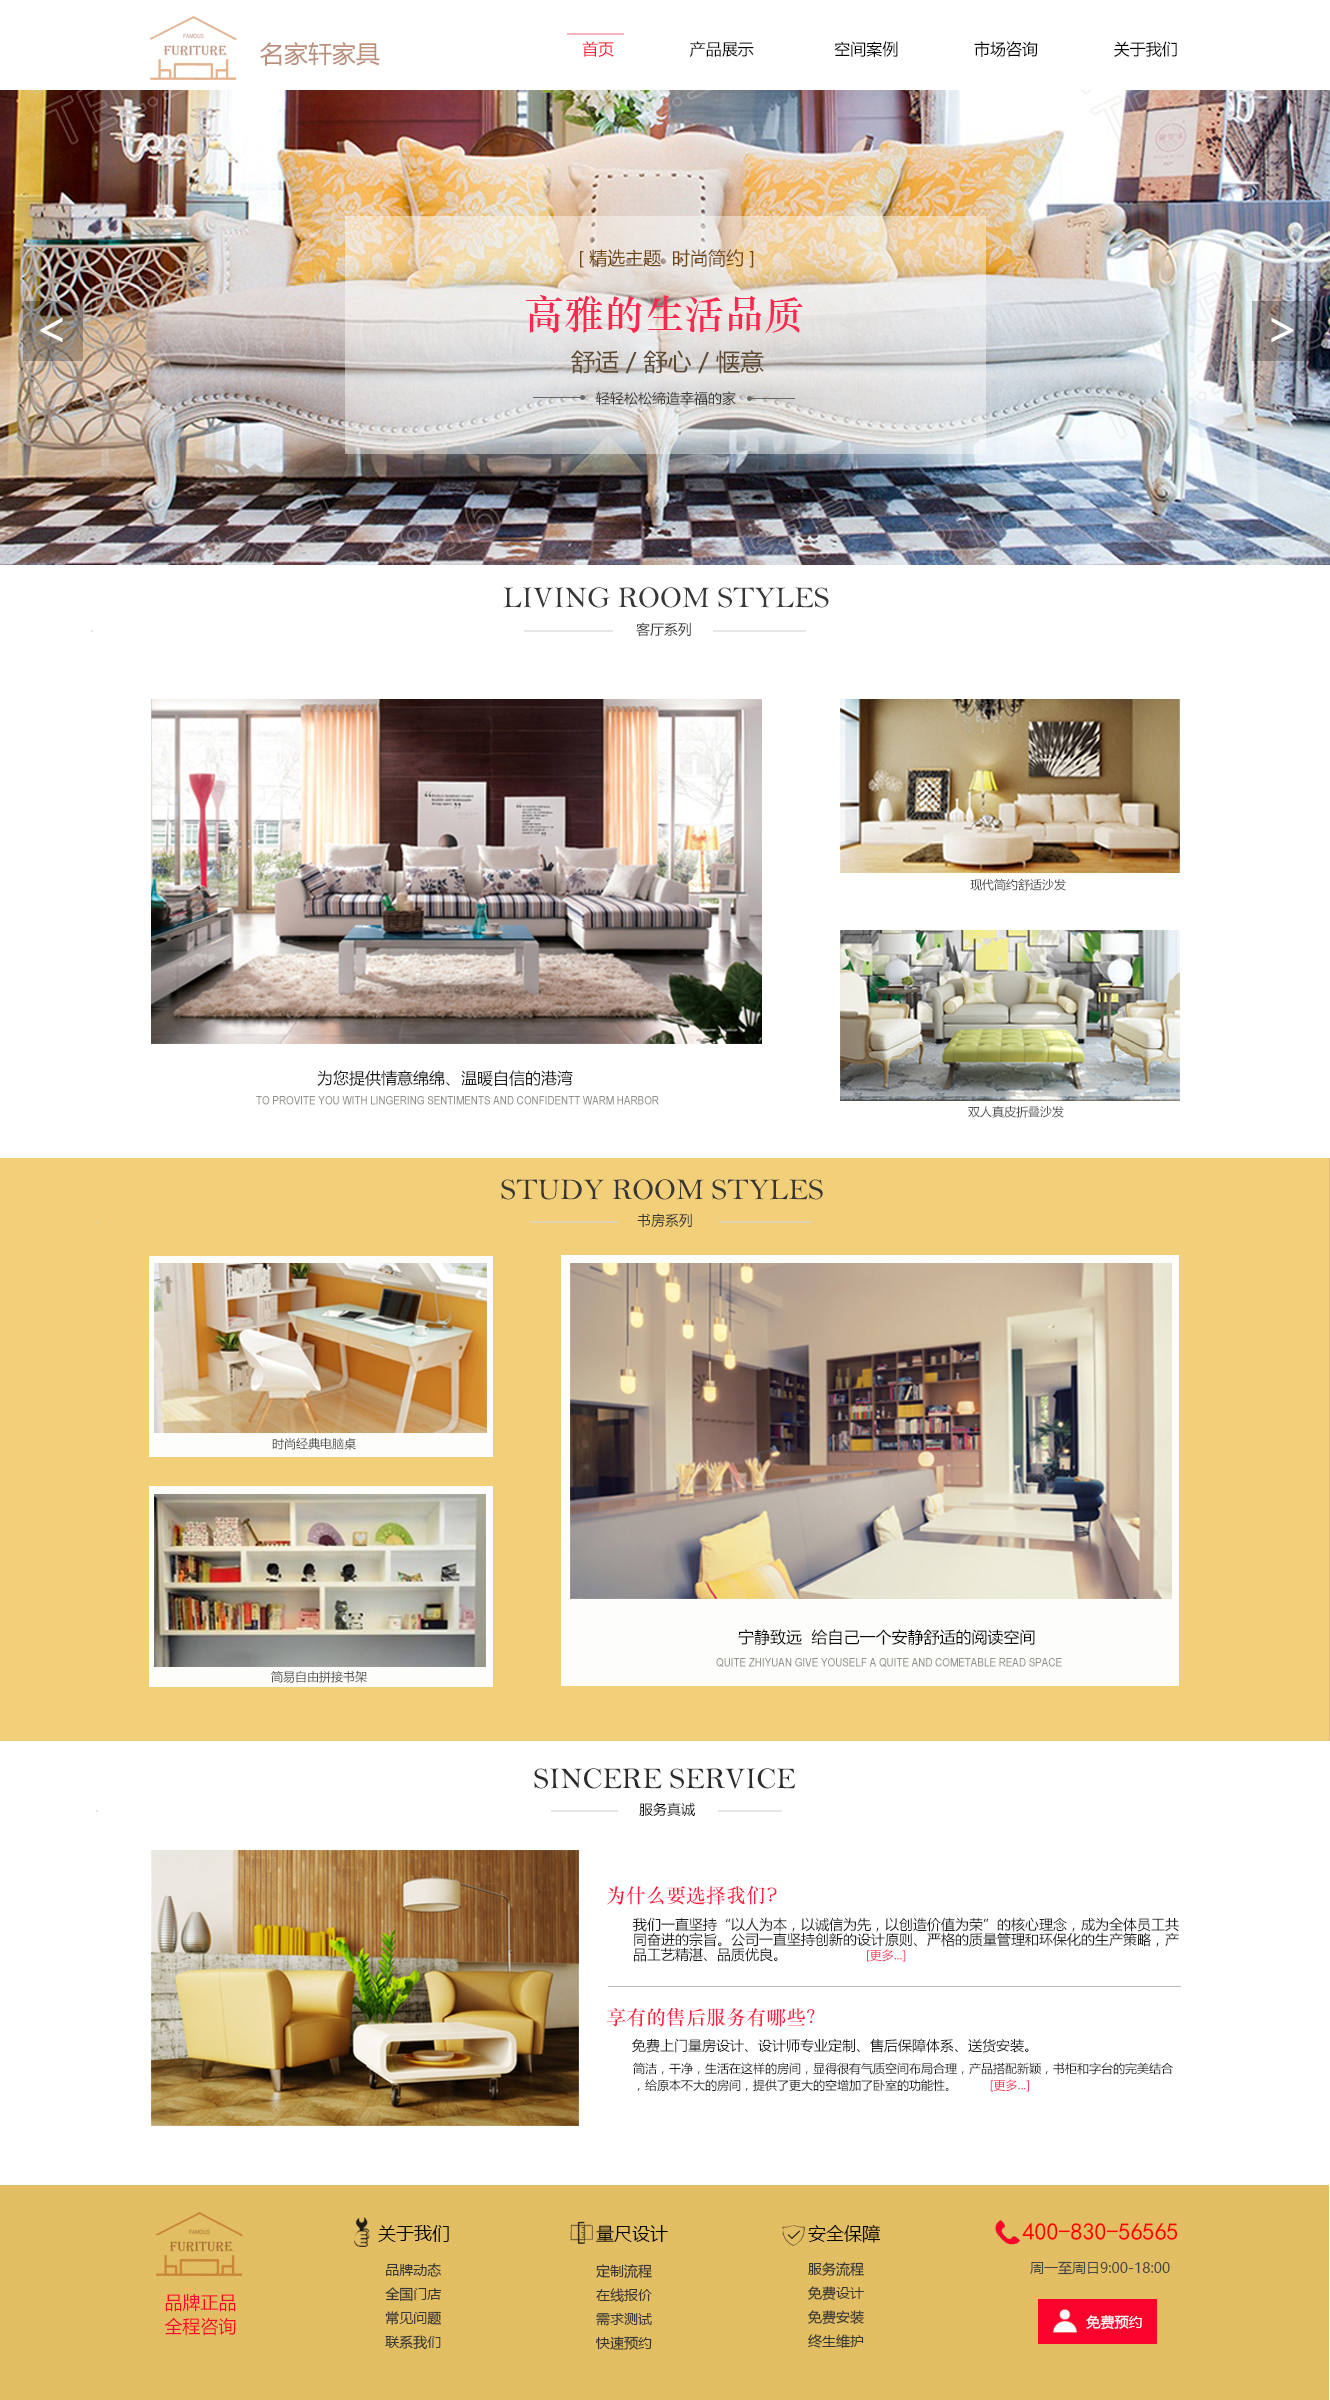 FAMOUS
FURITURE
名家轩家具
首页
产品展示
空间案例
市场咨询
关于我们
[ 精选主题 时尚简约 ]
高雅的生活品质
舒适 / 舒心 / 惬意
轻轻松松缔造幸福的家
<
>
LIVING ROOM STYLES
客厅系列
现代简约舒适沙发
为您提供情意绵绵、温暖自信的港湾
TO PROVITE YOU WITH LINGERING SENTIMENTS AND CONFIDENTT WARM HARBOR
双人真皮折叠沙发
STUDY ROOM STYLES
书房系列
时尚经典电脑桌
简易自由拼接书架
宁静致远 给自己一个安静舒适的阅读空间
QUITE ZHIYUAN GIVE YOUSELF A QUITE AND COMETABLE READ SPACE
SINCERE SERVICE
服务真诚
为什么要选择我们?
我们一直坚持“以人为本，以诚信为先，以创造价值为荣”的核心理念，成为全体员工共
同奋进的宗旨。公司一直坚持创新的设计原则、严格的质量管理和环保化的生产策略，产
品工艺精湛、品质优良。 [更多...]
享有的售后服务有哪些?
免费上门量房设计、设计师专业定制、售后保障体系、送货安装。
简洁，干净，生活在这样的房间，显得很有气质空间布局合理，产品搭配新颖，书柜和字台的完美结合
，给原本不大的房间，提供了更大的空增加了卧室的功能性。 [更多...]
FAMOUS
FURITURE
品牌正品
全程咨询
关于我们
品牌动态
全国门店
常见问题
联系我们
量尺设计
定制流程
在线报价
需求测试
快速预约
安全保障
服务流程
免费设计
免费安装
终生维护
400-830-56565
周一至周日9:00-18:00
免费预约